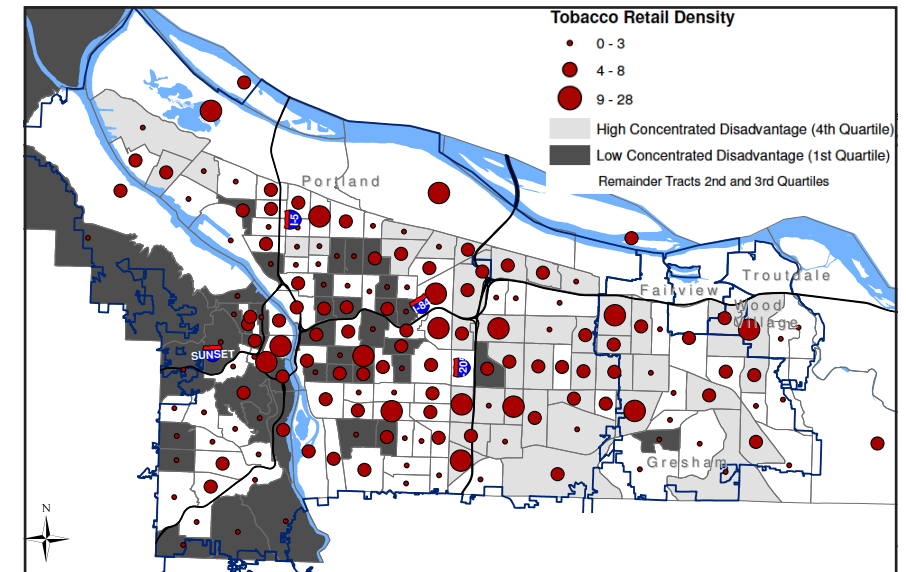 Tobacco Retail Density
0 - 3
4 - 8
9 - 28
High Concentrated Disadvantage (4th Quartile)
Low Concentrated Disadvantage (1st Quartile)
Remainder Tracts 2nd and 3rd Quartiles
Portland
I-5
Troutdale
Fairview
Wood
Village
I-84
SUNSET
Gresham
N